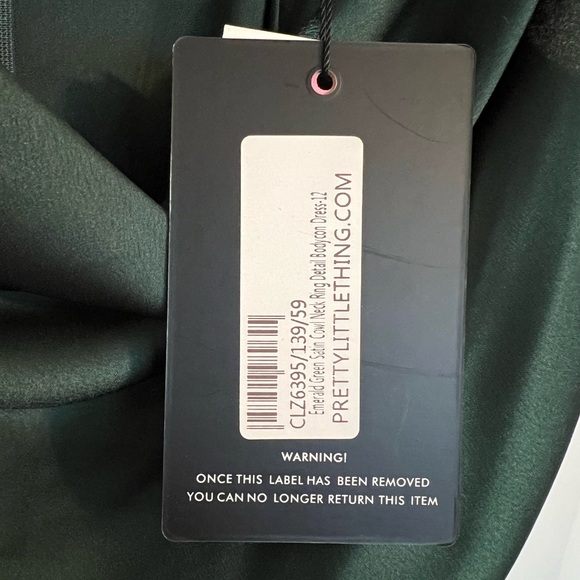 CLZ6395/139/59
Emerald Green Satin Cowl Neck Ring Detail Bodycon Dress-12
PRETTYLITTLETHING.COM
WARNING!
ONCE THIS LABEL HAS BEEN REMOVED
YOU CAN NO LONGER RETURN THIS ITEM